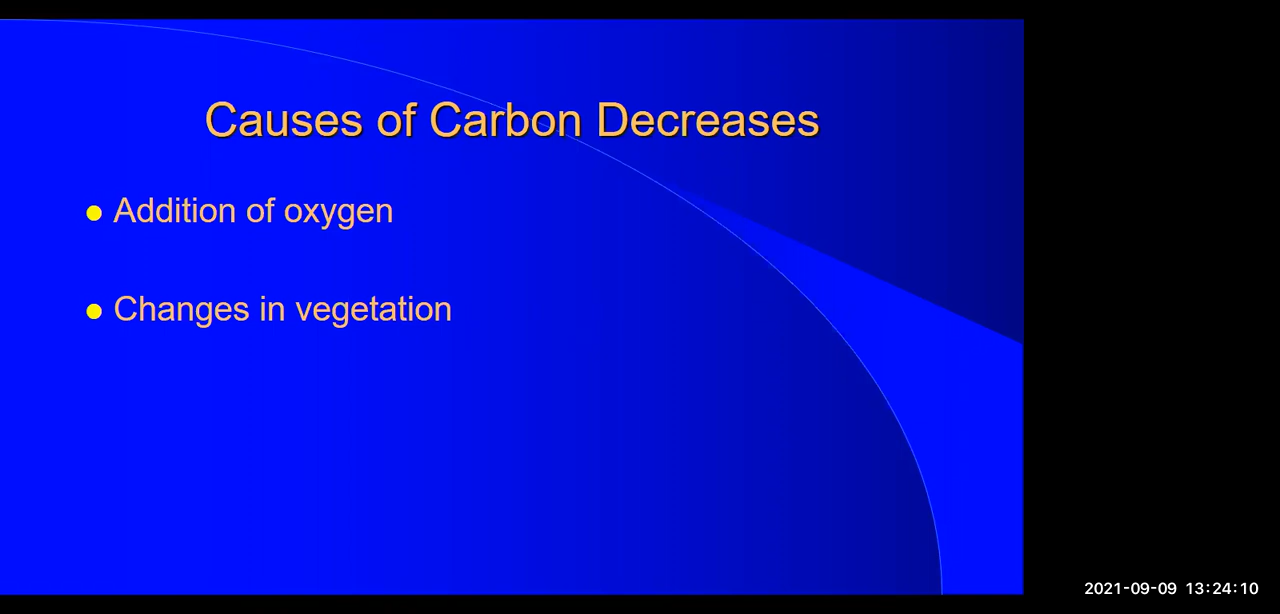 Causes of Carbon Decreases
Addition of oxygen
Changes in vegetation
2021-09-09 13:24:10